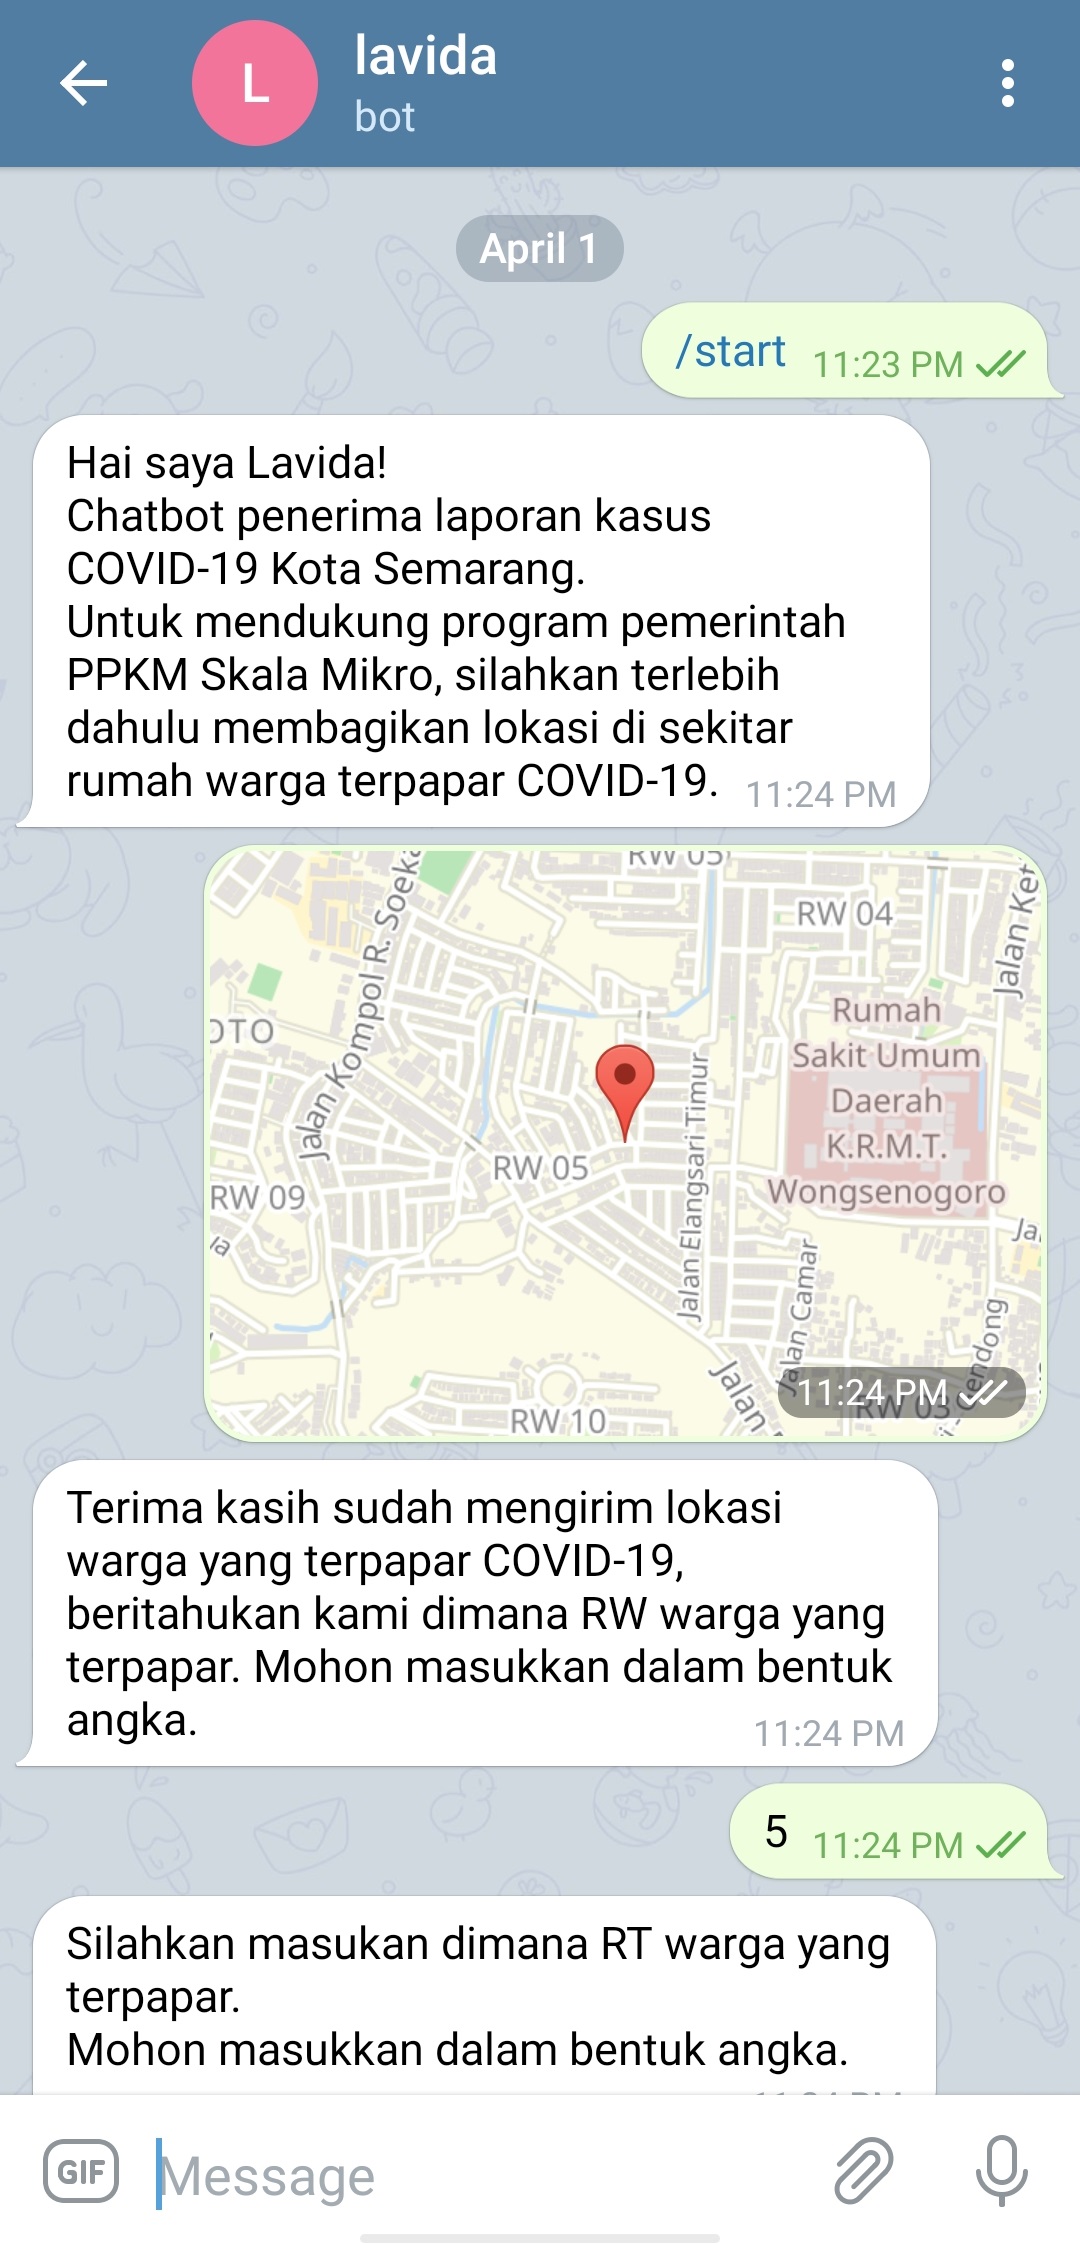 L
lavida
bot
April 1
/start 11:23 PM
Hai saya Lavida!
Chatbot penerima laporan kasus
COVID-19 Kota Semarang.
Untuk mendukung program pemerintah
PPKM Skala Mikro, silahkan terlebih
dahulu membagikan lokasi di sekitar
rumah warga terpapar COVID-19. 11:24 PM
RW 05
RW 04
Jalan Kompol R. Soek
Jalan Ket
OTO
Rumah
Sakit Umum
Daerah
K.R.M.T.
Wongsenogoro
Jalan Elangsari Timur
RW 05
RW 09
Ja
la
Jalan Camar
endong
Jalan
11:24 PM
RW 03
RW 10
Terima kasih sudah mengirim lokasi
warga yang terpapar COVID-19,
beritahukan kami dimana RW warga yang
terpapar. Mohon masukkan dalam bentuk
angka. 11:24 PM
5 11:24 PM
Silahkan masukan dimana RT warga yang
terpapar.
Mohon masukkan dalam bentuk angka.
GIF
Message